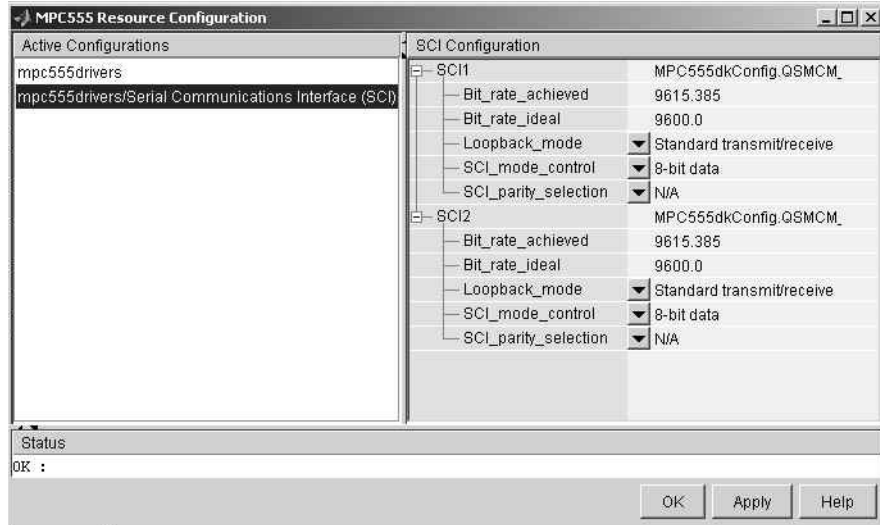 MPC555 Resource Configuration
Active Configurations
mpc555drivers
mpc555drivers/Serial Communications Interface (SCI)
SCI Configuration
SCI1 MPC555dkConfig.QSMCM_
Bit_rate_achieved 9615.385
Bit_rate_ideal 9600.0
Loopback_mode Standard transmit/receive
SCI_mode_control 8-bit data
SCI_parity_selection N/A
SCI2 MPC555dkConfig.QSMCM_
Bit_rate_achieved 9615.385
Bit_rate_ideal 9600.0
Loopback_mode Standard transmit/receive
SCI_mode_control 8-bit data
SCI_parity_selection N/A
Status
OK :
OK Apply Help